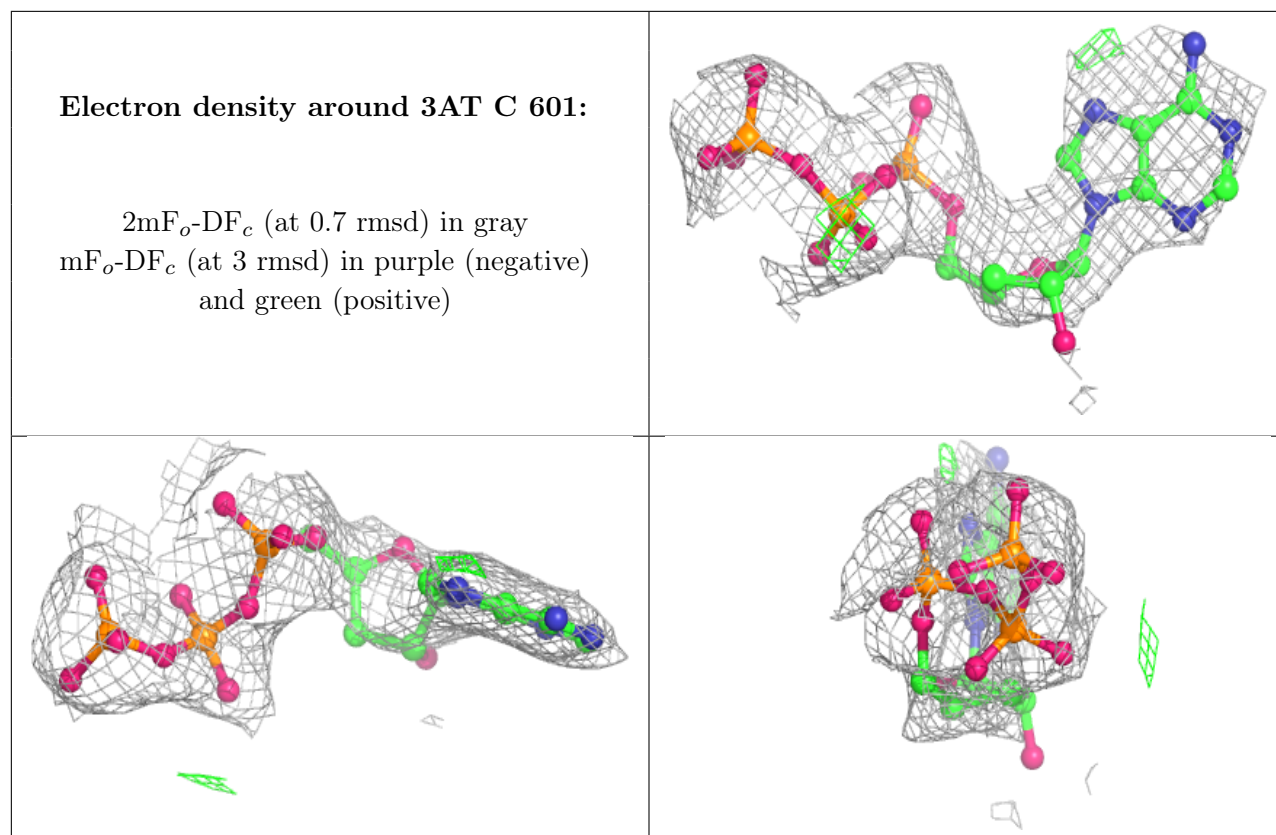 Electron density around 3AT C 601:
2mFo-DFc (at 0.7 rmsd) in gray
mFo-DFc (at 3 rmsd) in purple (negative)
and green (positive)